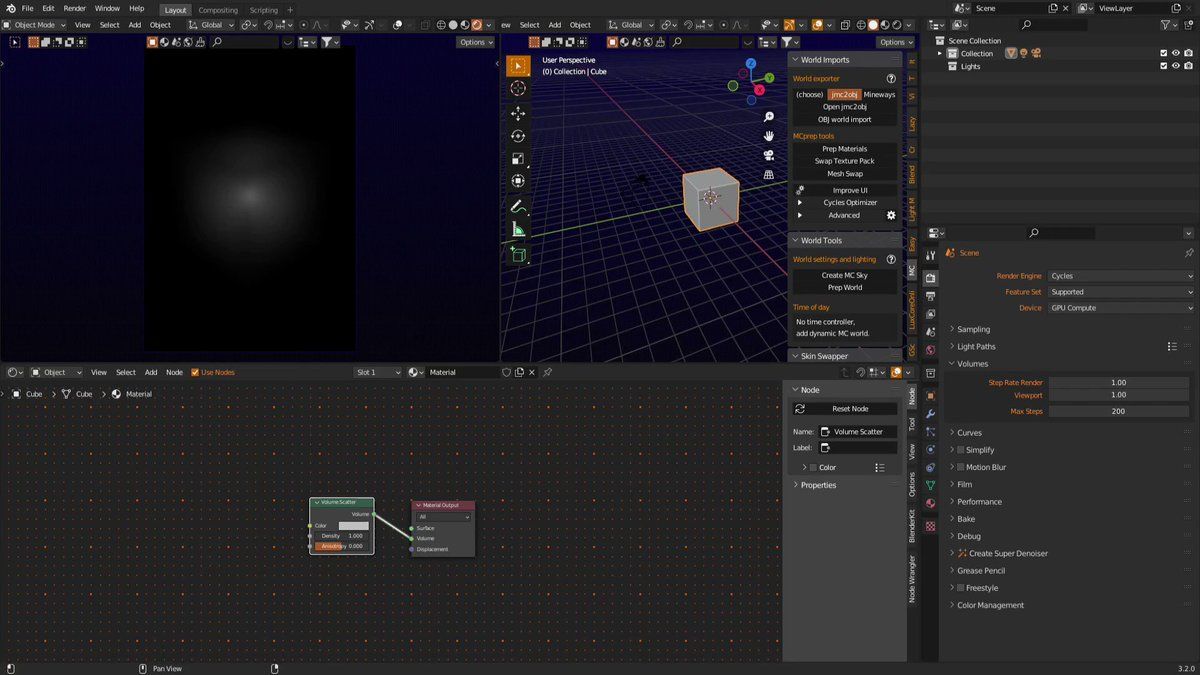 File Edit Render Window Help Layout Compositing Scripting + Scene ViewLayer
Object Mode View Select Add Object Global
ew Select Add Object Global
Options
Options
User Perspective
(0) Collection | Cube
World Imports
World exporter
(choose) jmc2obj Mineways
Open jmc2obj
OBJ world import
MCprep tools
Prep Materials
Swap Texture Pack
Mesh Swap
Improve UI
Cycles Optimizer
Advanced
World Tools
World settings and lighting
Create MC Sky
Prep World
Time of day
No time controller,
add dynamic MC world.
Skin Swapper
Lazy
Cr
Blend
Light M
Easy
MC
LuxCoreOnli
GSc
Scene Collection
Collection
Lights
Scene
Render Engine Cycles
Feature Set Supported
Device GPU Compute
Sampling
Light Paths
Volumes
Step Rate Render 1.00
Viewport 1.00
Max Steps 200
Curves
Simplify
Motion Blur
Film
Performance
Bake
Debug
Create Super Denoiser
Grease Pencil
Freestyle
Color Management
Object View Select Add Node Use Nodes Slot 1 Material
Cube Cube Material
Volume Scatter
Volume
Color
Density 1.000
Anisotropy 0.000
Material Output
All
Surface
Volume
Displacement
Node
Reset Node
Name: Volume Scatter
Label:
Color
Properties
Node
Tool
View
Options
BlenderKit
Node Wrangler
Pan View
3.2.0